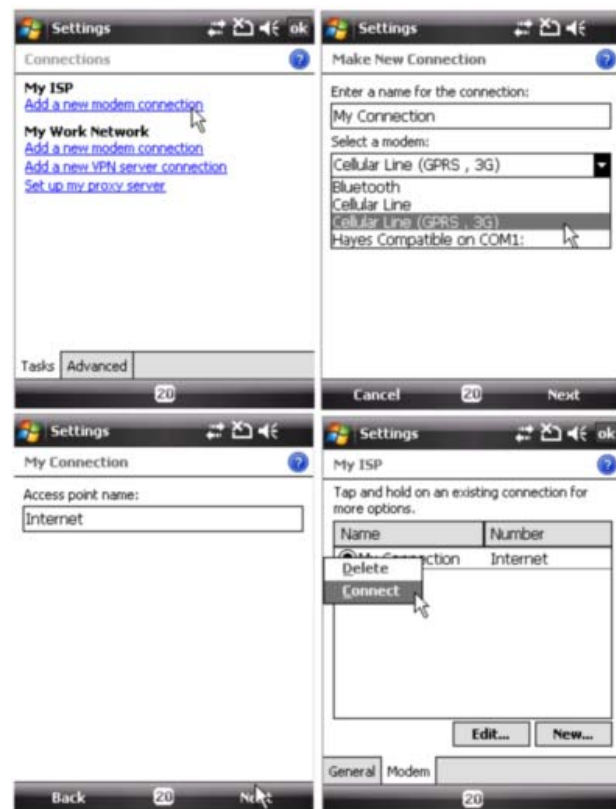 Settings
ok
Connections
?
My ISP
Add a new modem connection
My Work Network
Add a new modem connection
Add a new VPN server connection
Set up my proxy server
Tasks Advanced
20
Settings
Make New Connection
?
Enter a name for the connection:
My Connection
Select a modem:
Cellular Line (GPRS , 3G)
Bluetooth
Cellular Line
Cellular Line (GPRS , 3G)
Hayes Compatible on COM1:
Cancel 20 Next
Settings
My Connection
?
Access point name:
Internet
Back 20 Next
Settings
ok
My ISP
?
Tap and hold on an existing connection for
more options.
Name Number
Internet
Delete
Connect
Edit... New...
General Modem
20